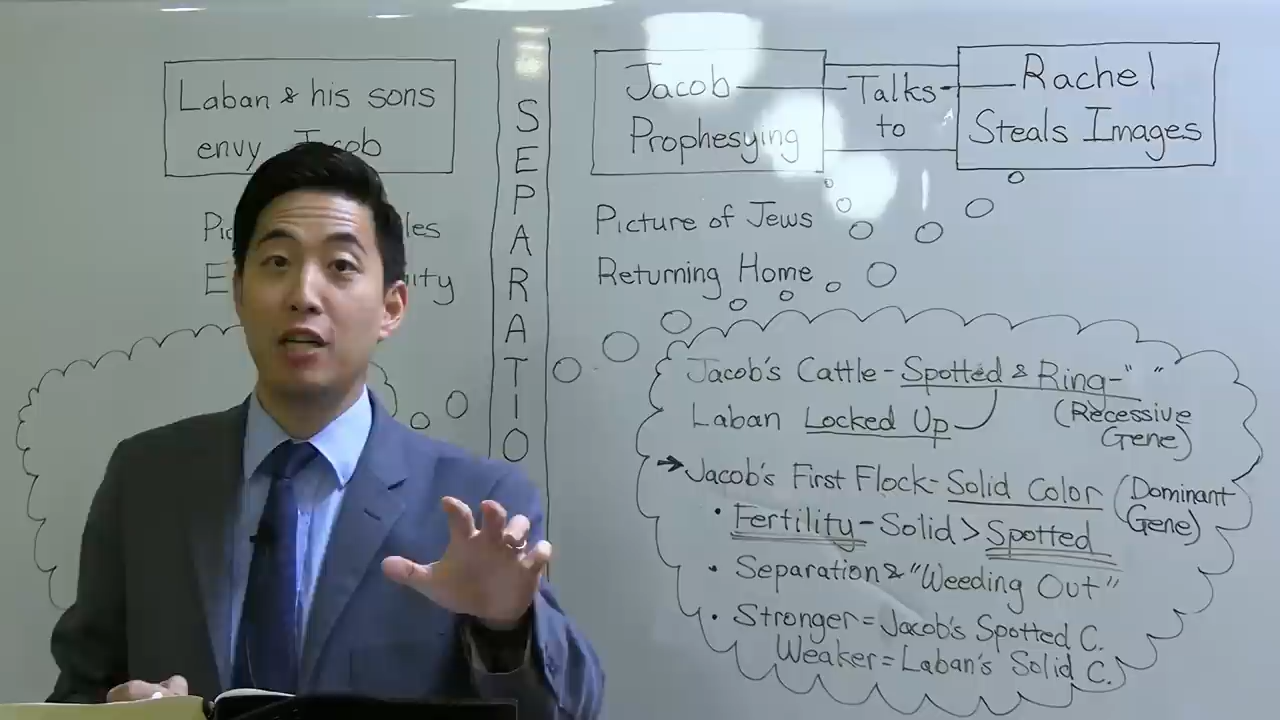 Laban & his sons
envy
SEPARATIO
Jacob
Prophesying
Talks
to
Rachel
Steals Images
Picture of Jews
Returning Home
Jacob's Cattle - Spotted & Ring-" "
Laban Locked Up
(Recessive
Gene)
→Jacob's First Flock - Solid Color (Dominant
Gene)
• Fertility - Solid > Spotted
• Separation & "Weeding Out"
• Stronger = Jacob's Spotted C.
Weaker = Laban's Solid C.